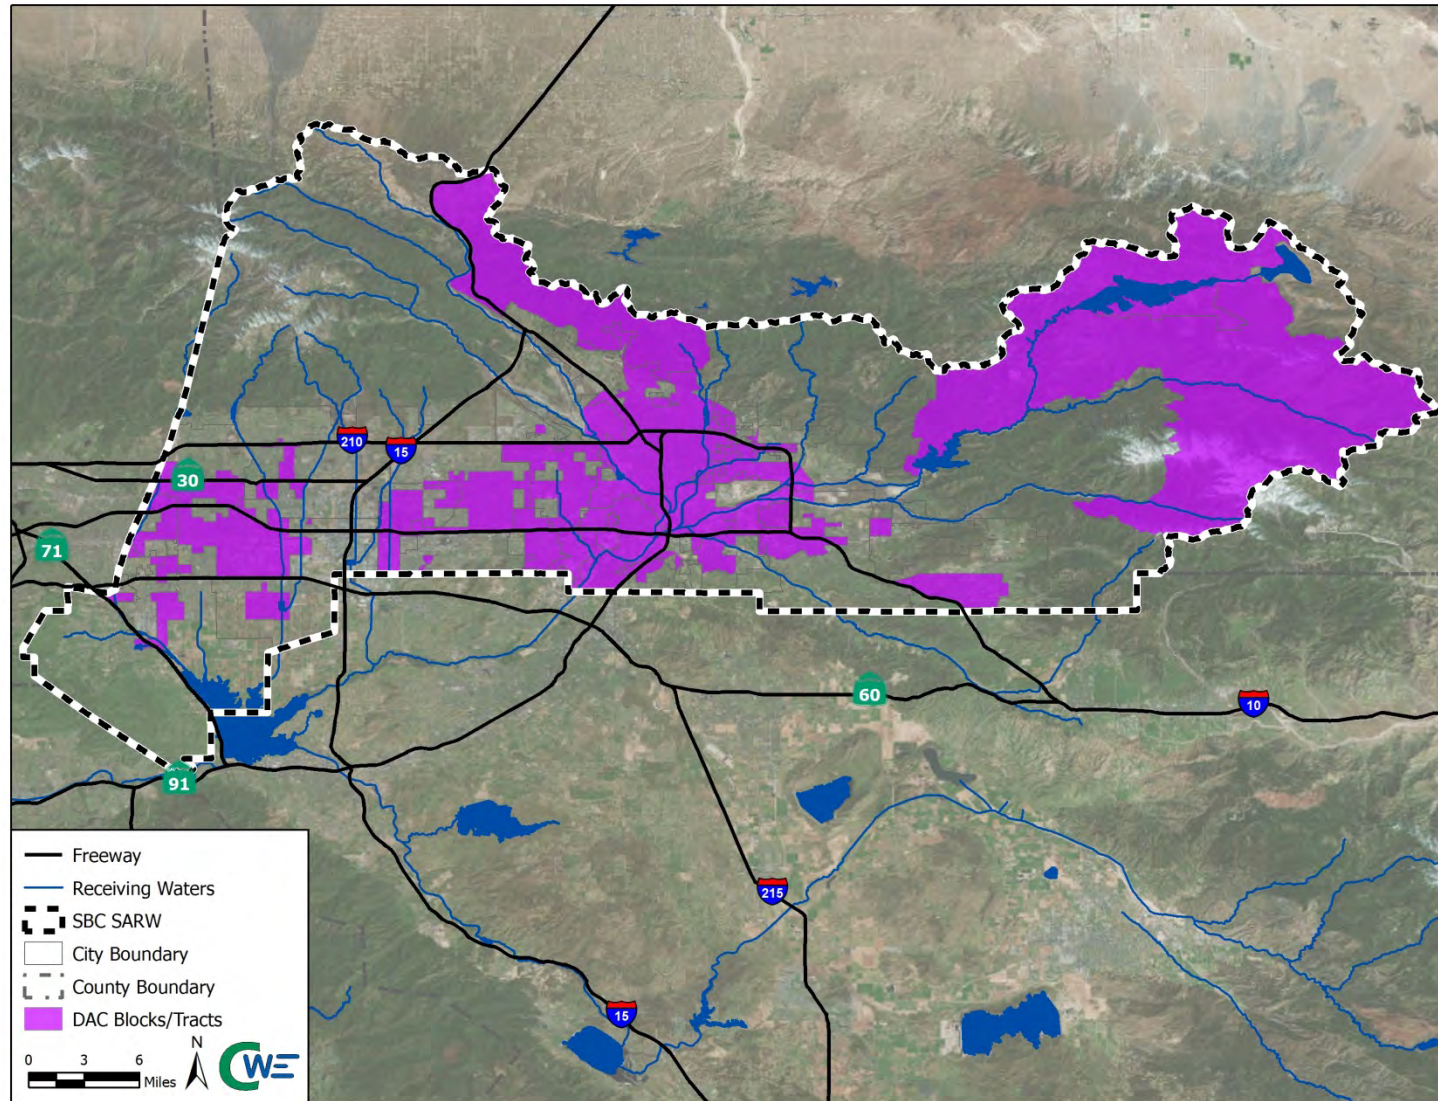 210
15
30
71
60
10
91
215
15
Freeway
Receiving Waters
SBC SARW
City Boundary
County Boundary
DAC Blocks/Tracts
0 3 6
Miles
N
CWE